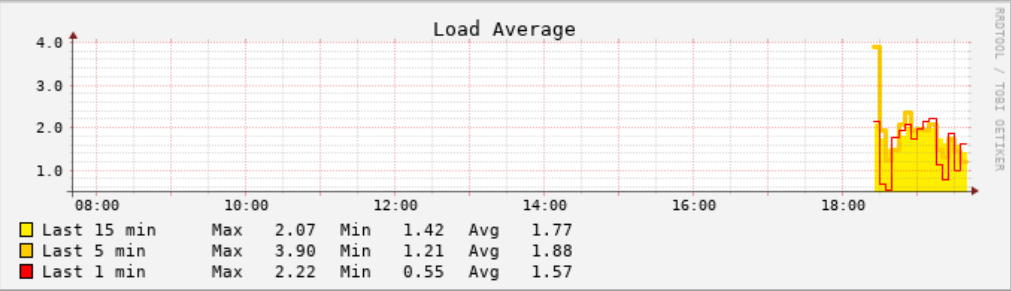 Load Average
RRDTOOL / TOBI OETIKER
4.0
3.0
2.0
1.0
08:00 10:00 12:00 14:00 16:00 18:00
Last 15 min Max 2.07 Min 1.42 Avg 1.77
Last 5 min Max 3.90 Min 1.21 Avg 1.88
Last 1 min Max 2.22 Min 0.55 Avg 1.57